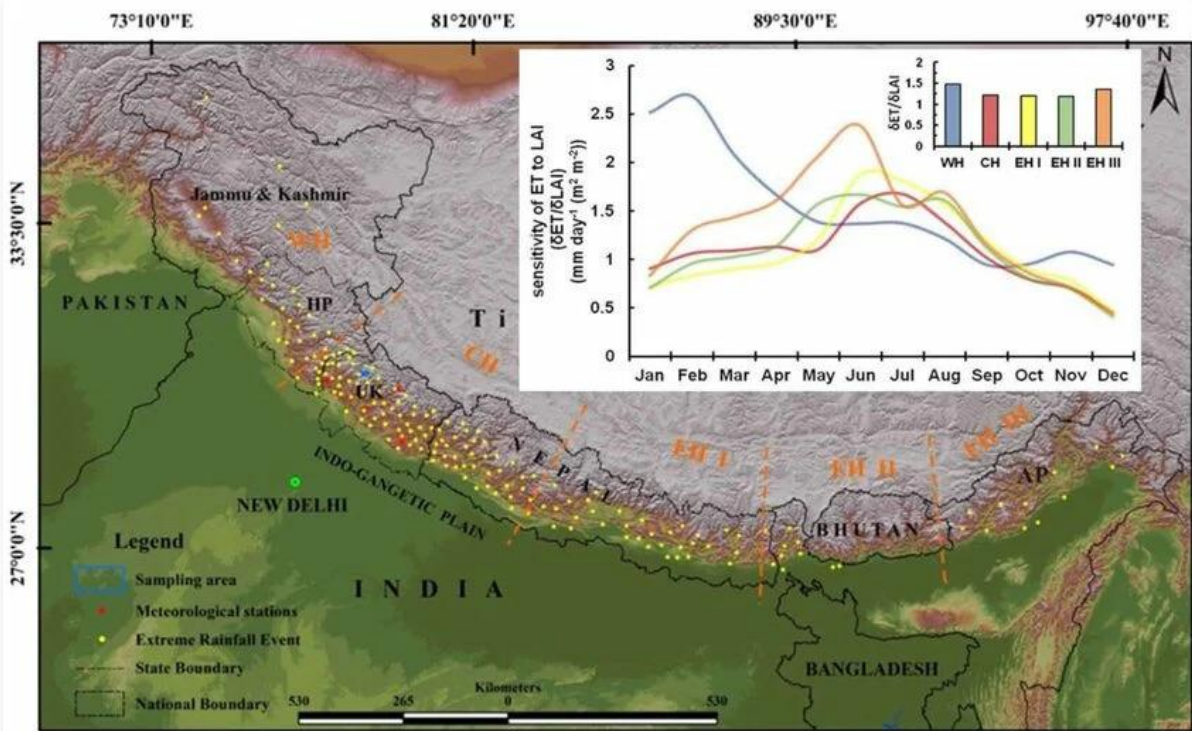 73°10'0"E 81°20'0"E 89°30'0"E 97°40'0"E
33°30'0"N
27°0'0"N
N
sensitivity of ET to LAI
(δET/δLAI)
(mm day⁻¹ (m² m⁻²)
3
2.5
2
1.5
1
0.5
0
Jan Feb Mar Apr May Jun Jul Aug Sep Oct Nov Dec
δET/δLAI
2
1.5
1
0.5
0
WH CH EH I EH II EH III
Jammu & Kashmir
WH
PAKISTAN
HP
Ti
CH
UK
NEPAL
EH I
EH II
EH III
AP
INDO-GANGETIC PLAIN
NEW DELHI
BHUTAN
INDIA
BANGLADESH
Legend
Sampling area
Meteorological stations
Extreme Rainfall Event
State Boundary
National Boundary
Kilometers
530 265 0 530